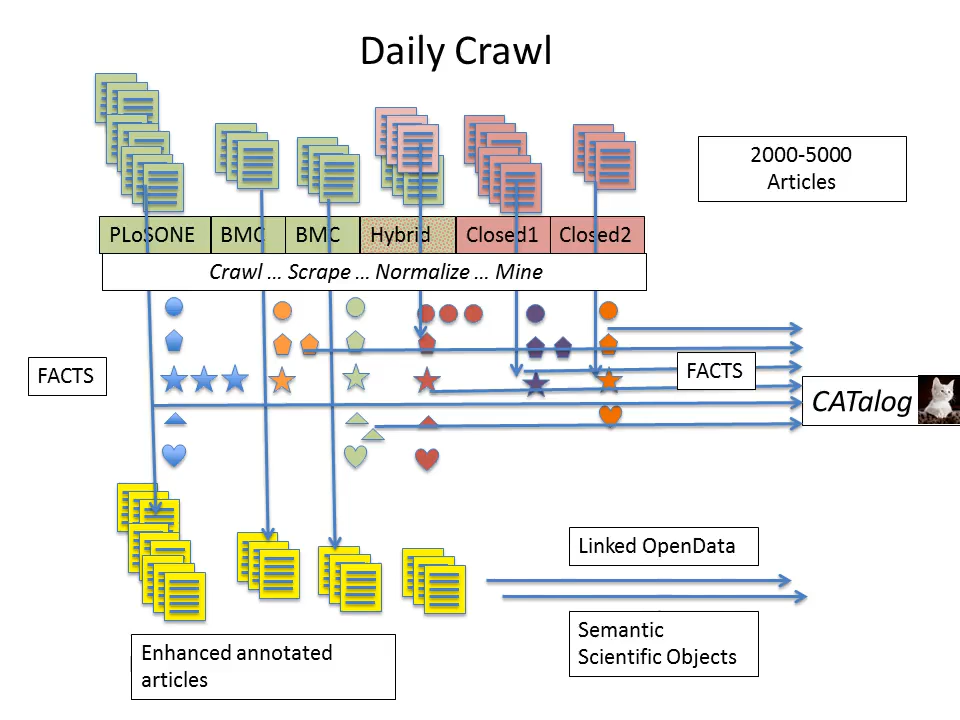 Daily Crawl
2000-5000
Articles
PLoSONE BMC BMC Hybrid Closed1 Closed2
Crawl ... Scrape ... Normalize ... Mine
FACTS
FACTS
CATalog
Linked OpenData
Semantic
Scientific Objects
Enhanced annotated
articles